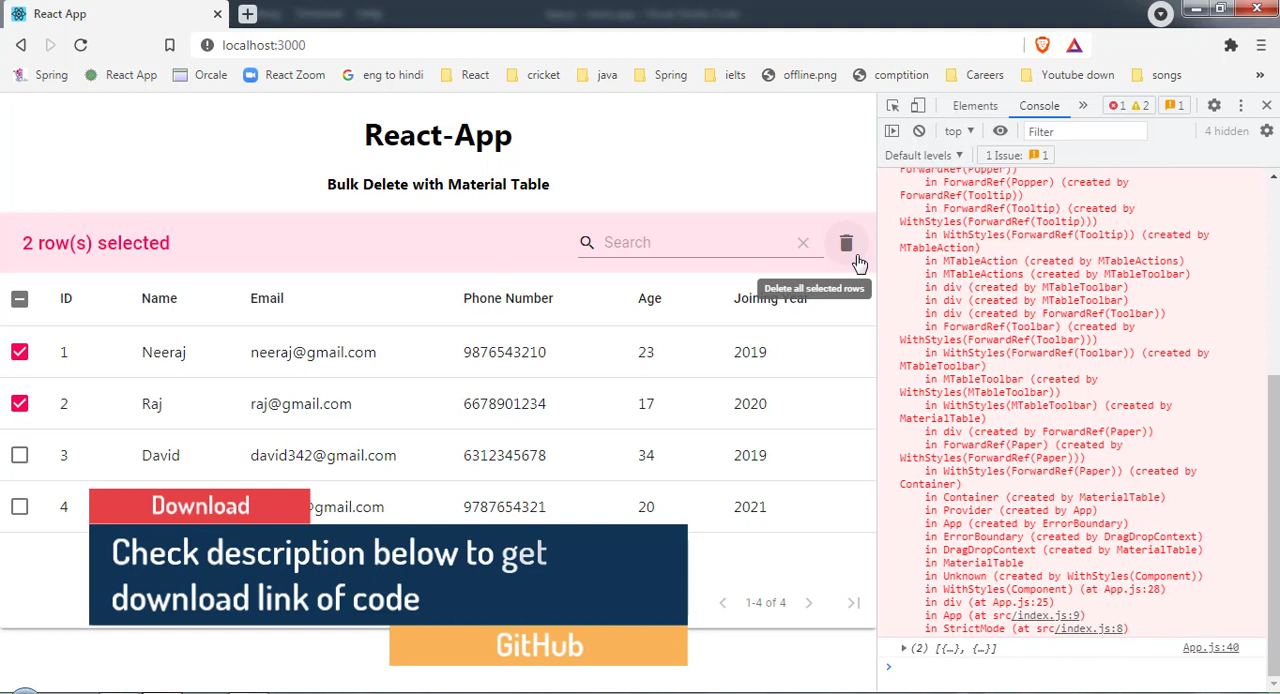 React App
localhost:3000
Spring React App Orcale React Zoom eng to hindi React cricket java Spring ielts offline.png comptition Careers Youtube down songs »
React-App
Bulk Delete with Material Table
2 row(s) selected Search
Delete all selected rows
ID Name Email Phone Number Age Joining Year
1 Neeraj neeraj@gmail.com 9876543210 23 2019
2 Raj raj@gmail.com 6678901234 17 2020
3 David david342@gmail.com 6312345678 34 2019
4 @gmail.com 9787654321 20 2021
Download
Check description below to get
download link of code
GitHub
1-4 of 4
Elements Console » 1 2 1
top Filter 4 hidden
Default levels 1 Issue: 1
ForwardRef(Popper))
in ForwardRef(Popper) (created by
ForwardRef(Tooltip))
in ForwardRef(Tooltip) (created by
WithStyles(ForwardRef(Tooltip)))
in WithStyles(ForwardRef(Tooltip)) (created by
MTableAction)
in MTableAction (created by MTableActions)
in MTableActions (created by MTableToolbar)
in div (created by MTableToolbar)
in div (created by MTableToolbar)
in div (created by ForwardRef(Toolbar))
in ForwardRef(Toolbar) (created by
WithStyles(ForwardRef(Toolbar)))
in WithStyles(ForwardRef(Toolbar)) (created by
MTableToolbar)
in MTableToolbar (created by
WithStyles(MTableToolbar))
in WithStyles(MTableToolbar) (created by
MaterialTable)
in div (created by ForwardRef(Paper))
in ForwardRef(Paper) (created by
WithStyles(ForwardRef(Paper)))
in WithStyles(ForwardRef(Paper)) (created by
Container)
in Container (created by MaterialTable)
in Provider (created by App)
in App (created by ErrorBoundary)
in ErrorBoundary (created by DragDropContext)
in DragDropContext (created by MaterialTable)
in MaterialTable
in Unknown (created by WithStyles(Component))
in WithStyles(Component) (at App.js:28)
in div (at App.js:25)
in App (at src/index.js:9)
in StrictMode (at src/index.js:8)
(2) [{…}, {…}] App.js:40